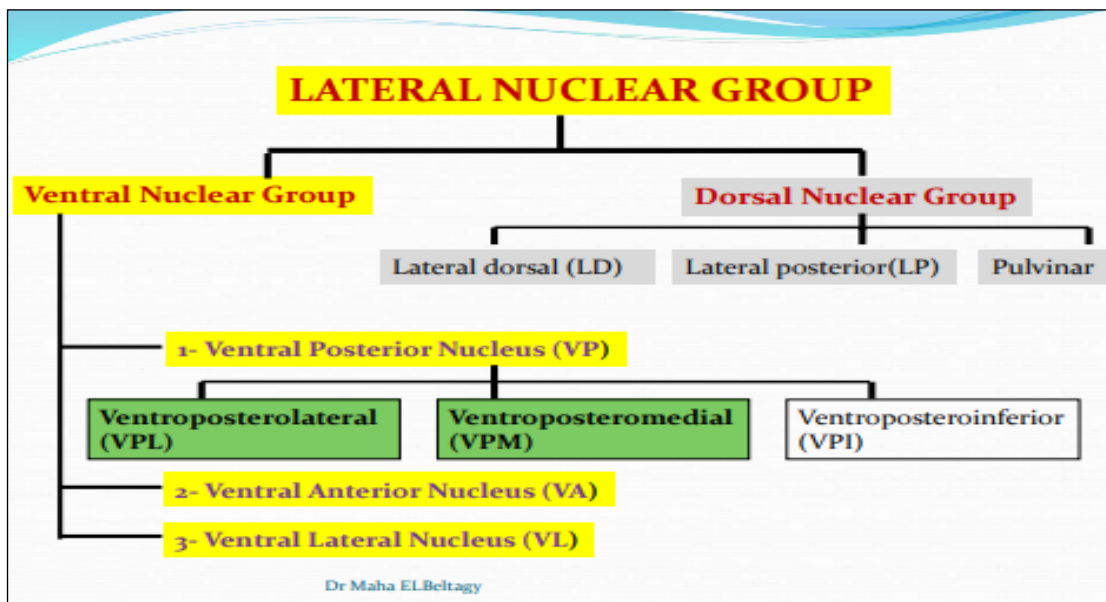 LATERAL NUCLEAR GROUP
Ventral Nuclear Group
Dorsal Nuclear Group
Lateral dorsal (LD)
Lateral posterior(LP)
Pulvinar
1- Ventral Posterior Nucleus (VP)
Ventroposterolateral
(VPL)
Ventroposteromedial
(VPM)
Ventroposteroinferior
(VPI)
2- Ventral Anterior Nucleus (VA)
3- Ventral Lateral Nucleus (VL)
Dr Maha ELBeltagy